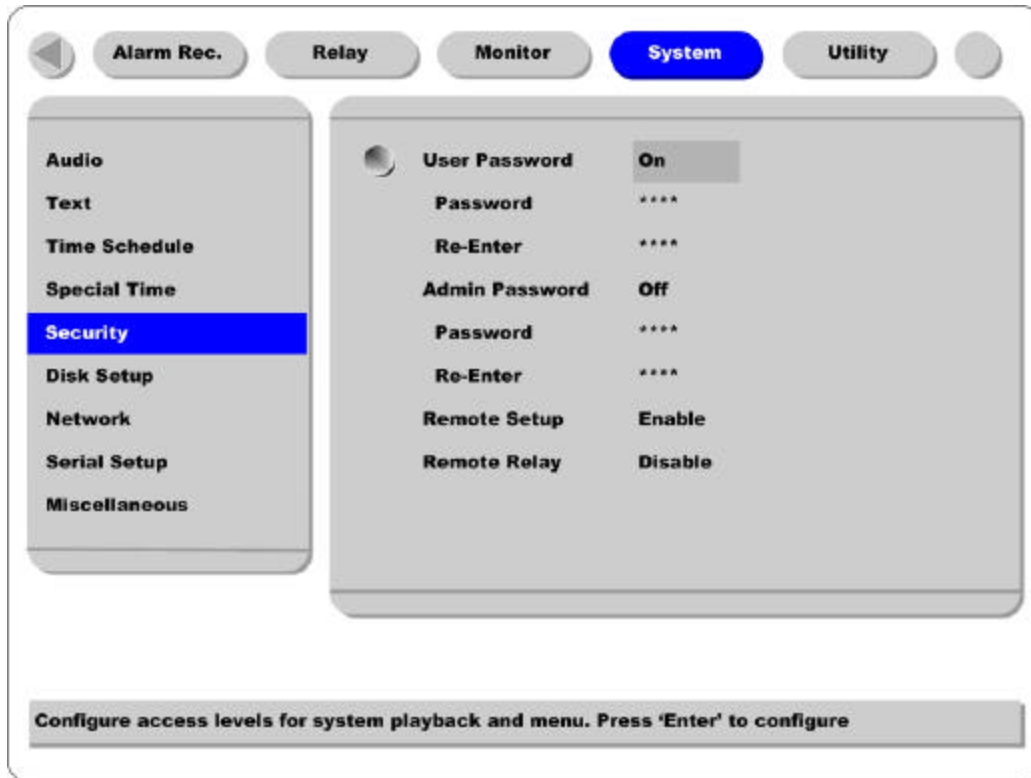 Alarm Rec. Relay Monitor System Utility
Audio
Text
Time Schedule
Special Time
Security
Disk Setup
Network
Serial Setup
Miscellaneous
User Password On
Password ****
Re-Enter ****
Admin Password Off
Password ****
Re-Enter ****
Remote Setup Enable
Remote Relay Disable
Configure access levels for system playback and menu. Press ‘Enter’ to configure